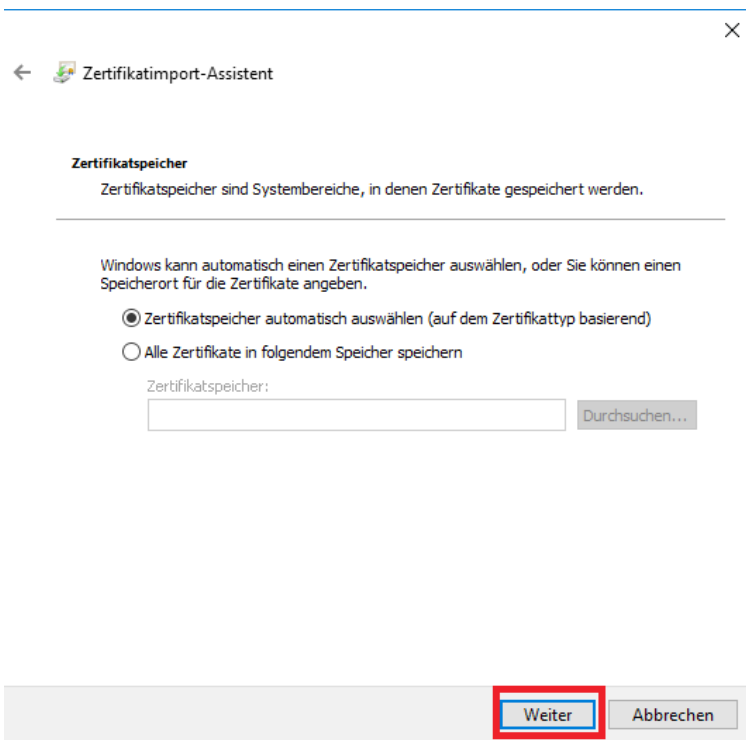 Zertifikatimport-Assistent
Zertifikatspeicher
Zertifikatspeicher sind Systembereiche, in denen Zertifikate gespeichert werden.
Windows kann automatisch einen Zertifikatspeicher auswählen, oder Sie können einen
Speicherort für die Zertifikate angeben.
Zertifikatspeicher automatisch auswählen (auf dem Zertifikattyp basierend)
Alle Zertifikate in folgendem Speicher speichern
Zertifikatspeicher:
Durchsuchen...
Weiter
Abbrechen